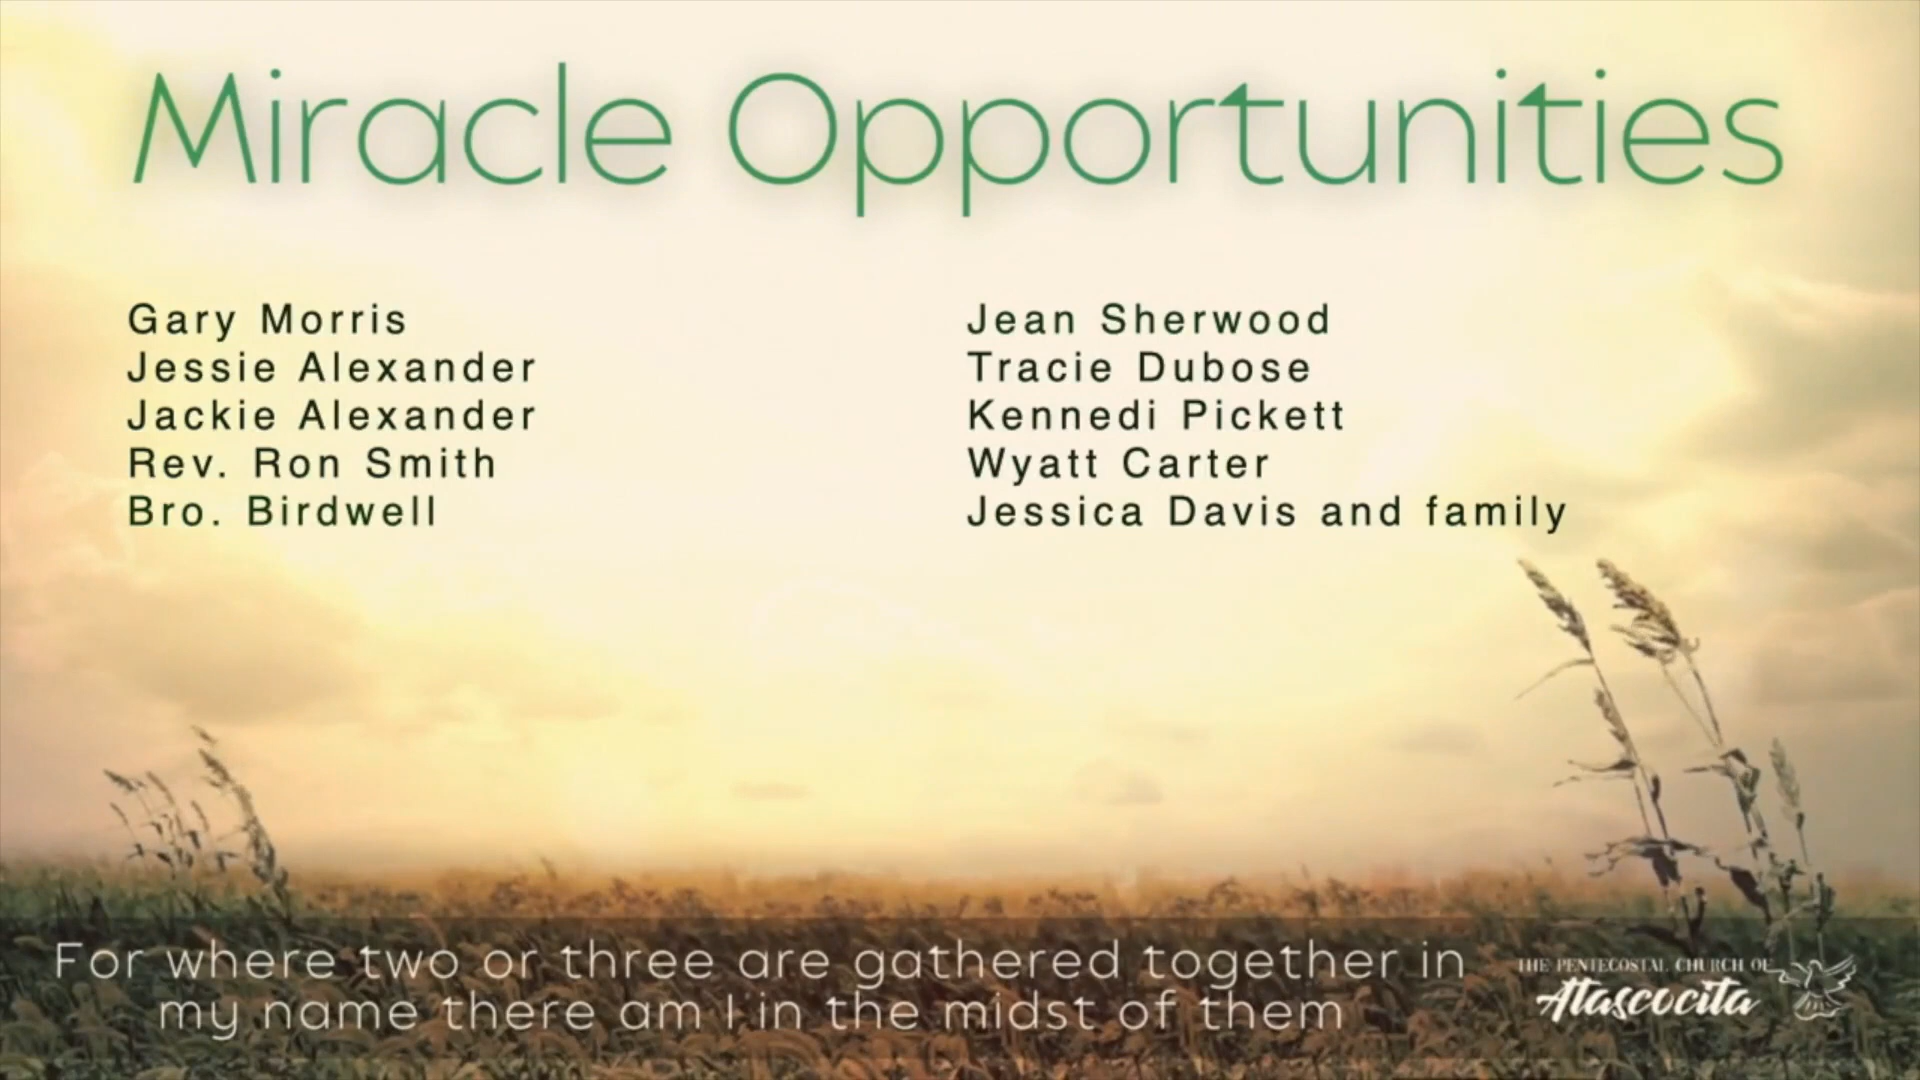 Miracle Opportunities
Gary Morris
Jessie Alexander
Jackie Alexander
Rev. Ron Smith
Bro. Birdwell
Jean Sherwood
Tracie Dubose
Kennedi Pickett
Wyatt Carter
Jessica Davis and family
For where two or three are gathered together in
my name there am I in the midst of them
THE PENTECOSTAL CHURCH OF
Atascocita